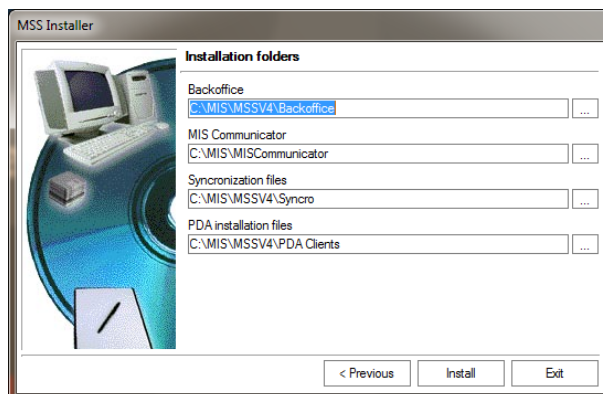 MSS Installer
Installation folders
Backoffice
C:\MIS\MSSV4\Backoffice
...
MIS Communicator
C:\MIS\MISCommunicator
...
Syncronization files
C:\MIS\MSSV4\Syncro
...
PDA installation files
C:\MIS\MSSV4\PDA Clients
...
< Previous
Install
Exit